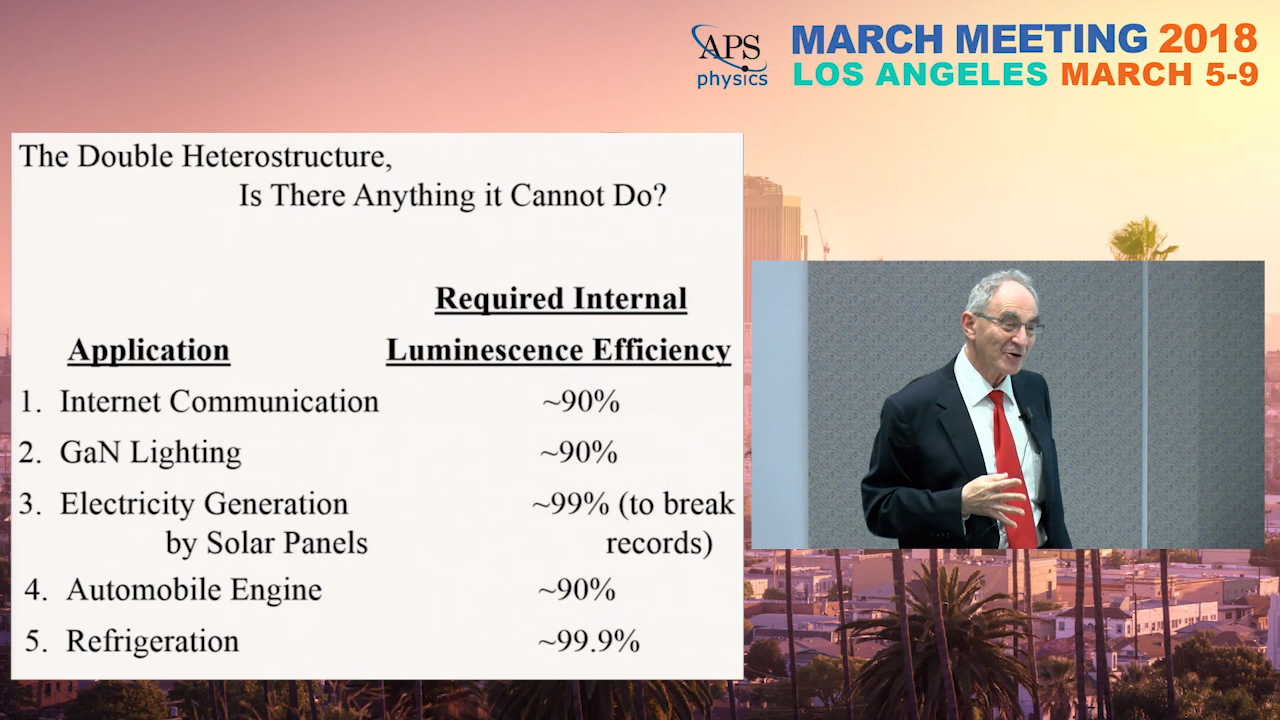 APS
physics
MARCH MEETING 2018
LOS ANGELES MARCH 5-9
The Double Heterostructure,
Is There Anything it Cannot Do?
Required Internal
Application Luminescence Efficiency
1. Internet Communication ~90%
2. GaN Lighting ~90%
3. Electricity Generation ~99% (to break
by Solar Panels records)
4. Automobile Engine ~90%
5. Refrigeration ~99.9%